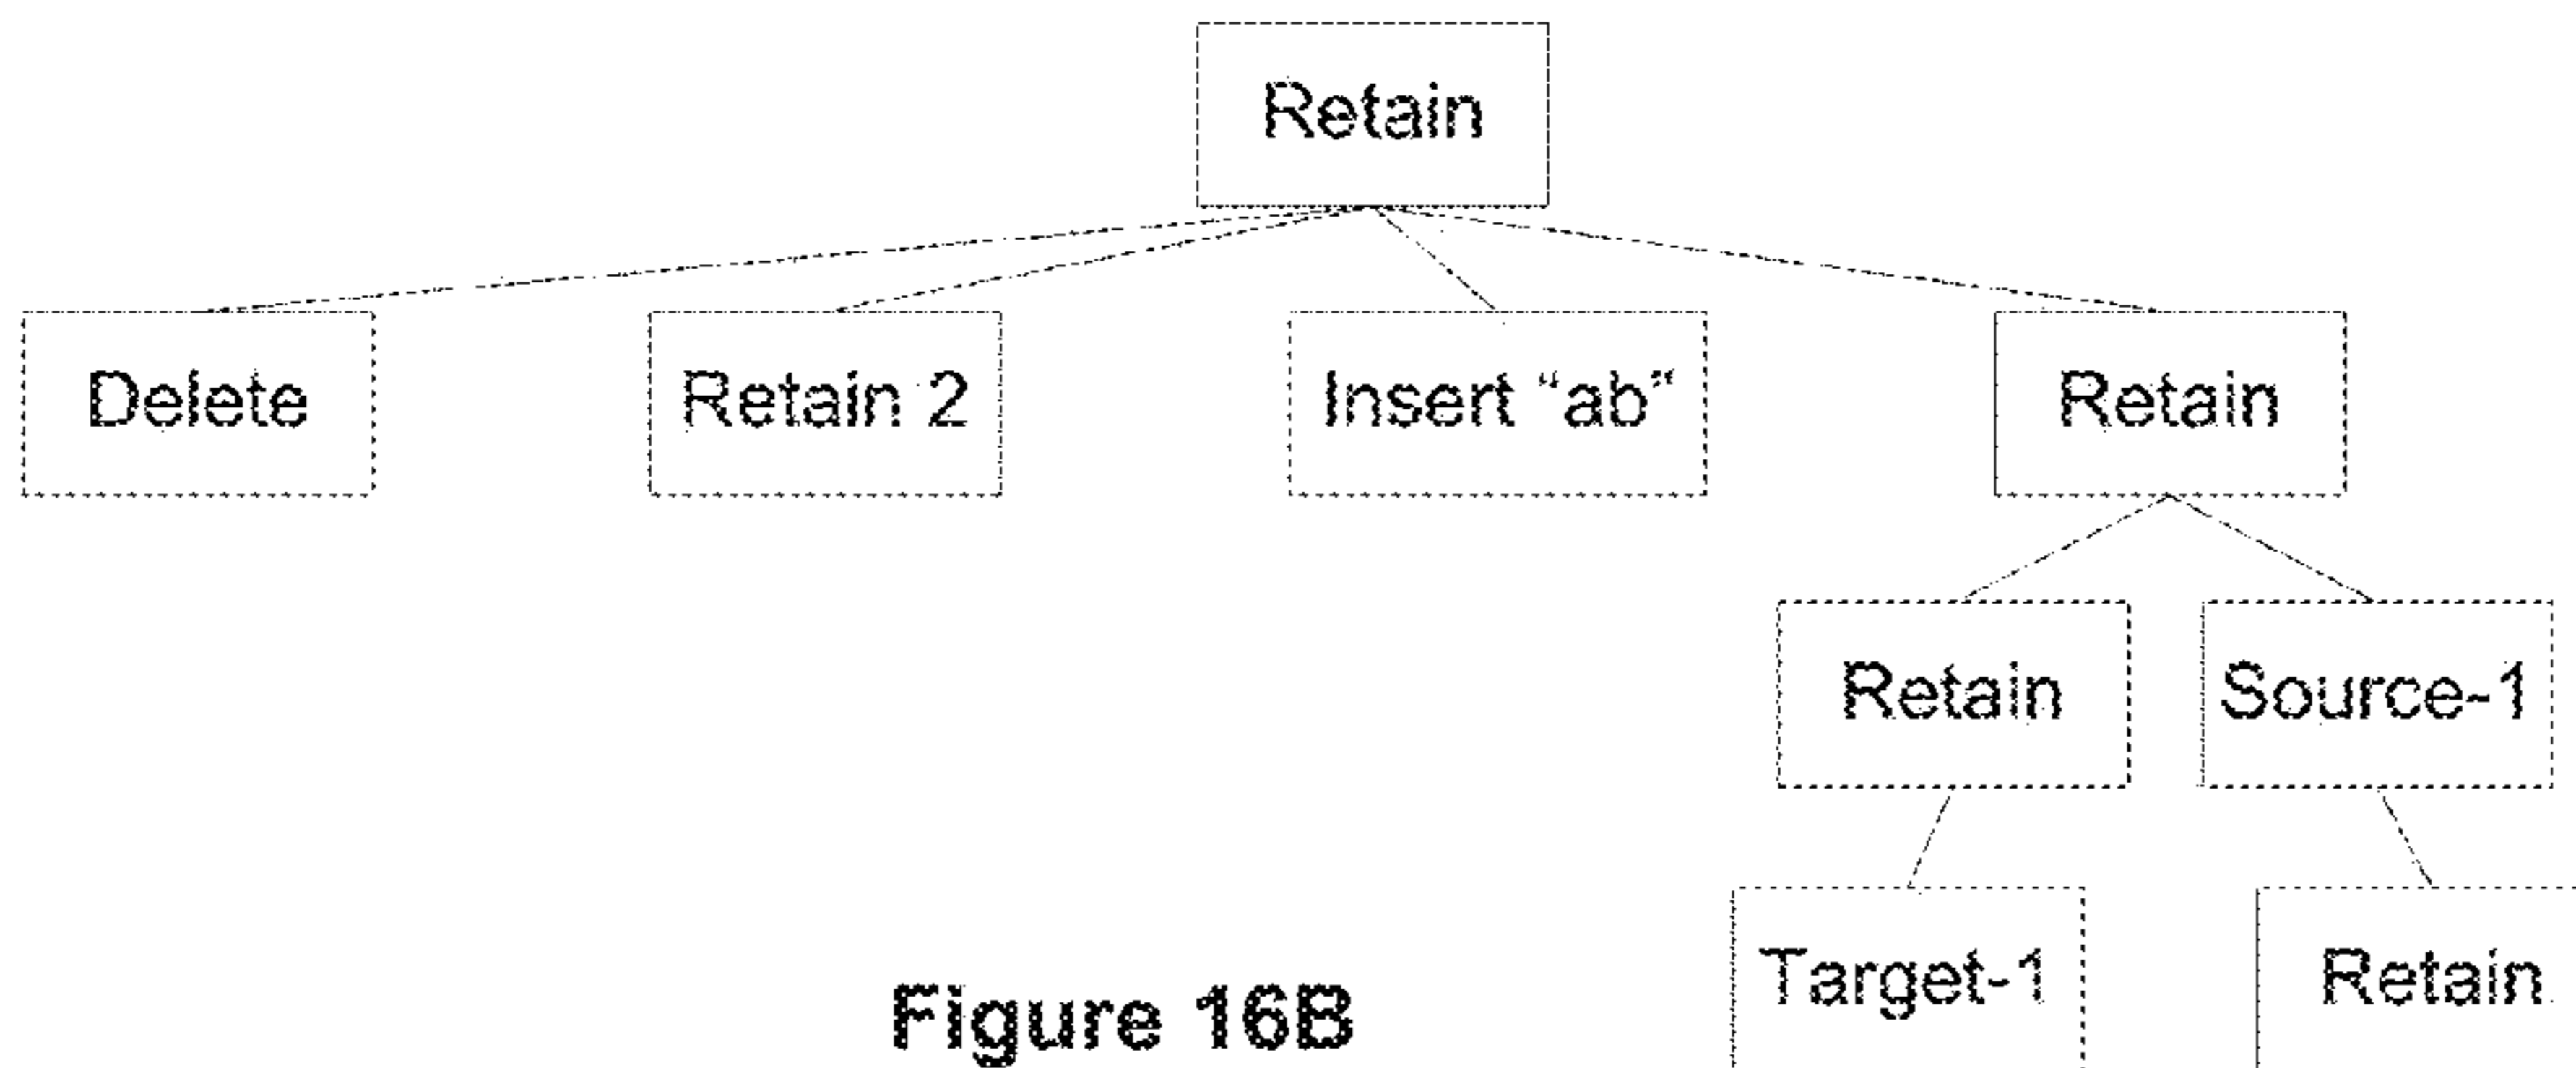 Retain
Delete
Retain 2
Insert “ab”
Retain
Retain
Source-1
Target-1
Retain
Figure 16B